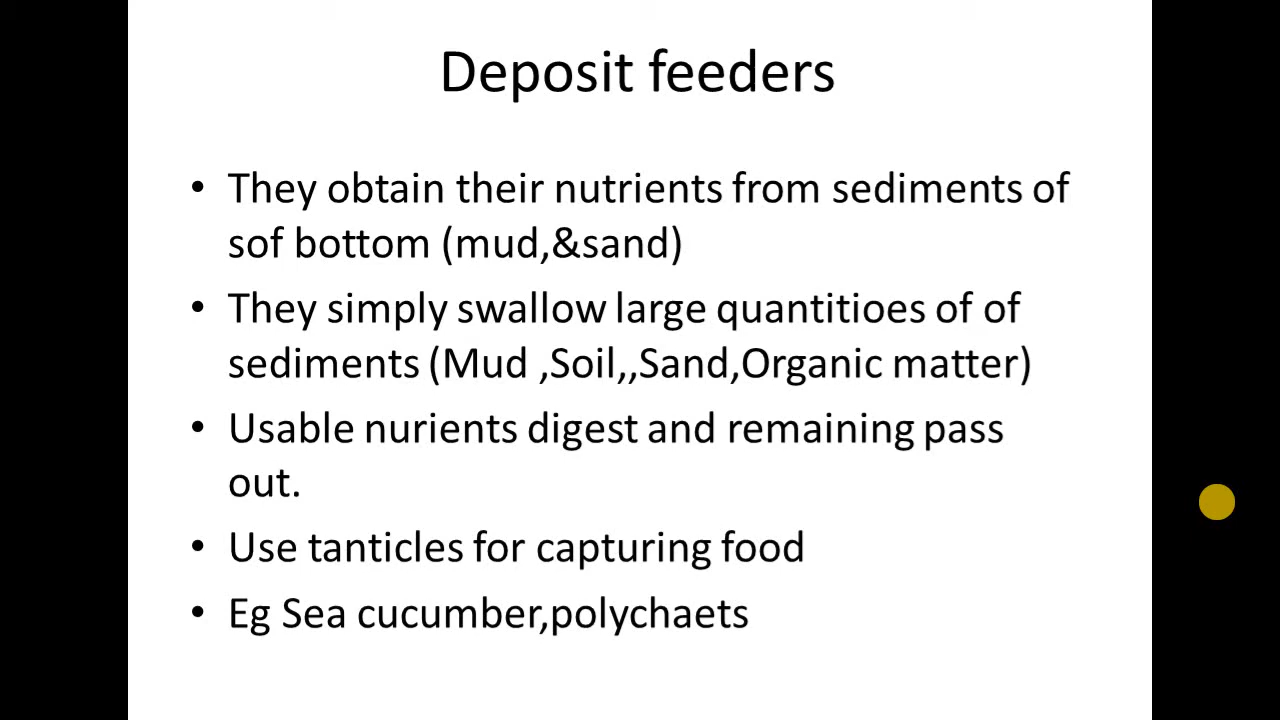 Deposit feeders
• They obtain their nutrients from sediments of
sof bottom (mud,&sand)
• They simply swallow large quantitioes of of
sediments (Mud ,Soil,,Sand,Organic matter)
• Usable nurients digest and remaining pass
out.
• Use tanticles for capturing food
• Eg Sea cucumber,polychaets